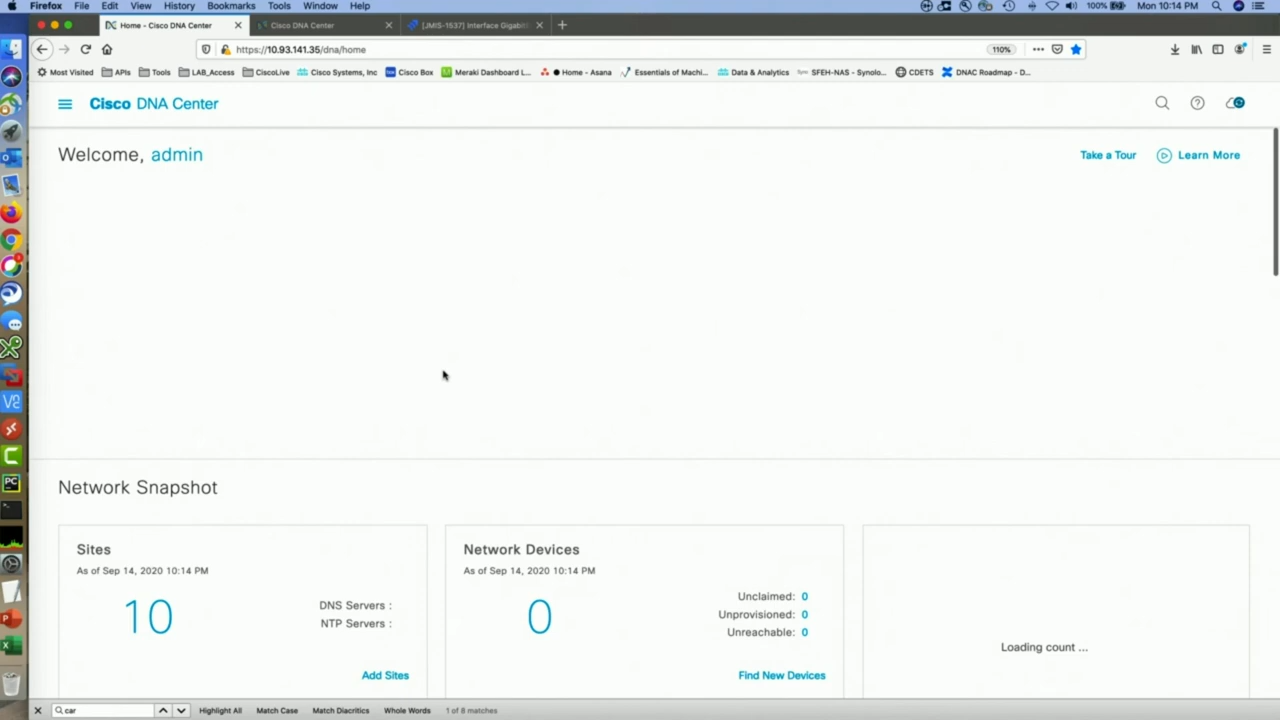 Firefox File Edit View History Bookmarks Tools Window Help 100% Mon 10:14 PM
Home - Cisco DNA Center Cisco DNA Center [JMIS-1537] Interface Gigabit
https://10.93.141.35/dna/home 110%
Most Visited APIs Tools LAB_Access CiscoLive Cisco Systems, Inc Cisco Box Meraki Dashboard L... Home - Asana Essentials of Machi... Data & Analytics SFEH-NAS - Synolo... CDETS DNAC Roadmap - D...
Cisco DNA Center
Welcome, admin
Take a Tour Learn More
Network Snapshot
Sites
As of Sep 14, 2020 10:14 PM
10
DNS Servers :
NTP Servers :
Add Sites
Network Devices
As of Sep 14, 2020 10:14 PM
0
Unclaimed: 0
Unprovisioned: 0
Unreachable: 0
Find New Devices
Loading count ...
car Highlight All Match Case Match Diacritics Whole Words 1 of 8 matches